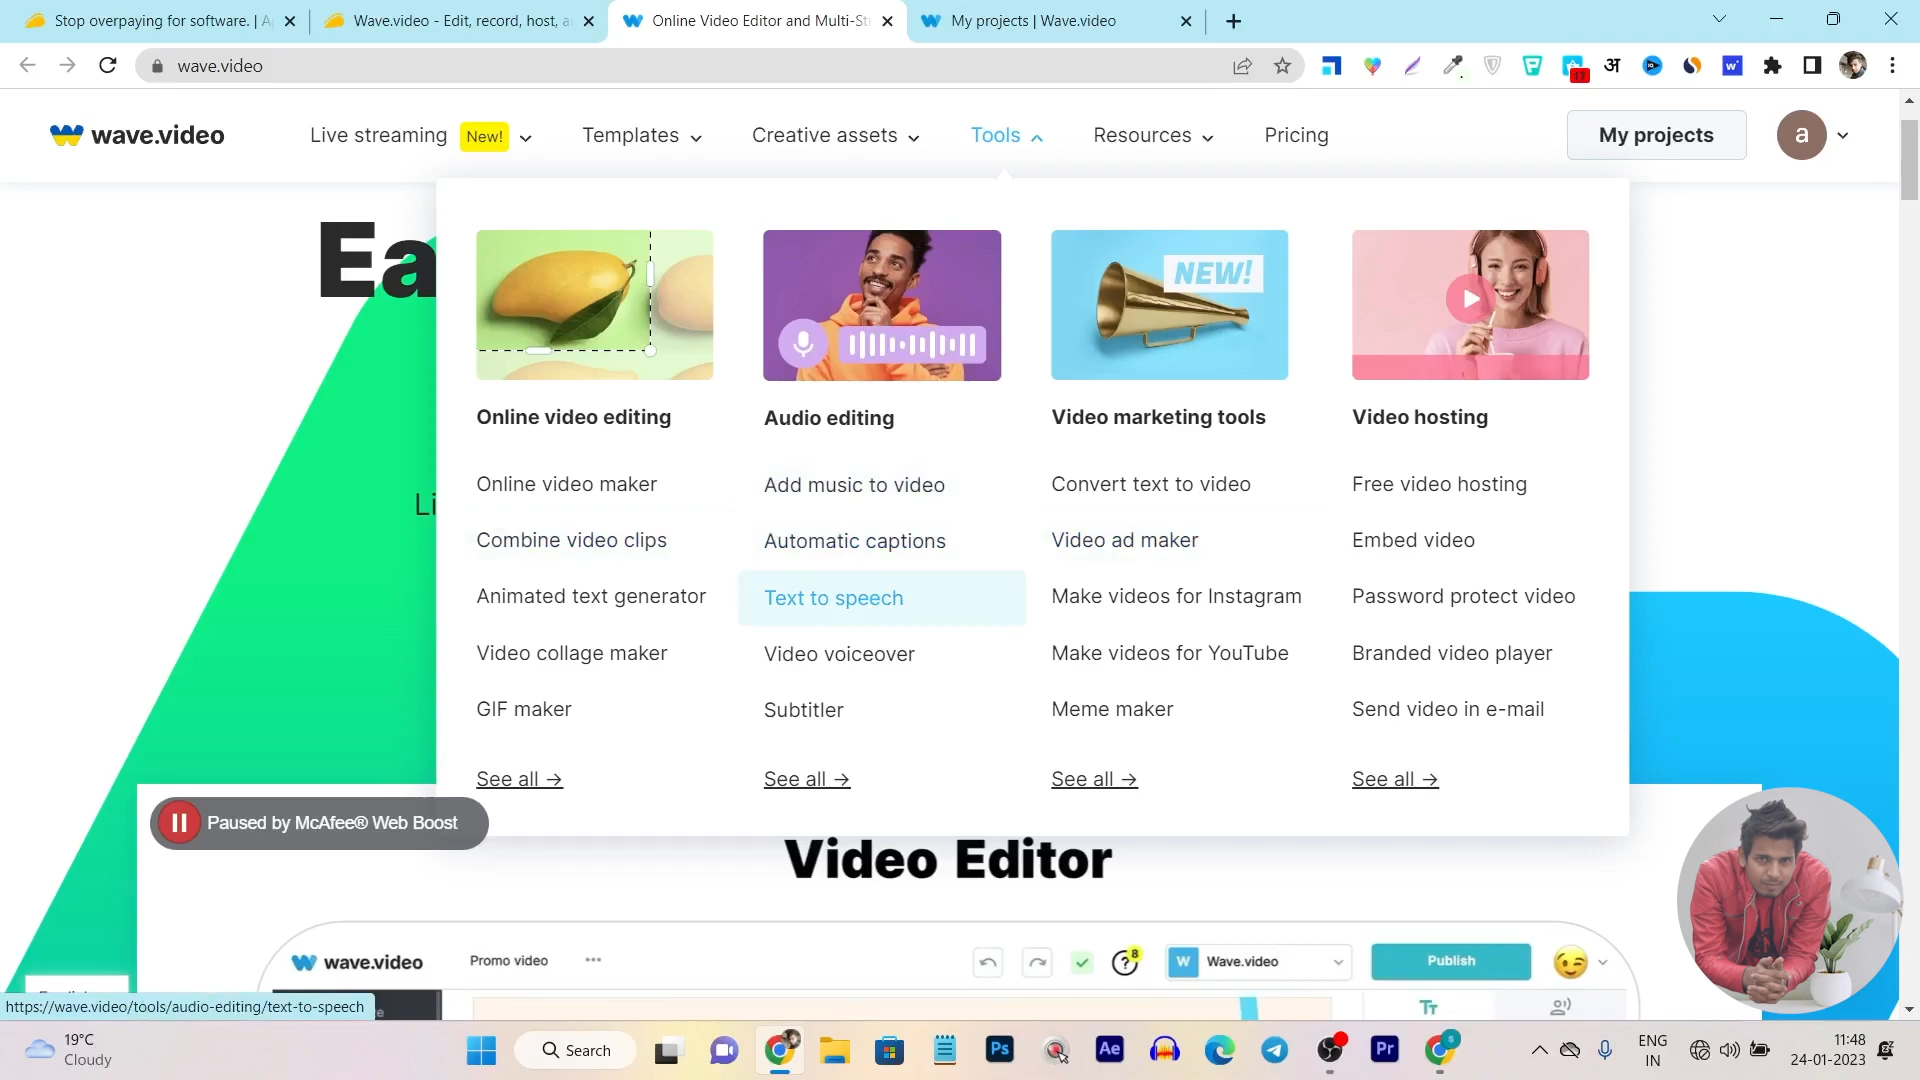 Stop overpaying for software. | A
Wave.video - Edit, record, host, a
Online Video Editor and Multi-St
My projects | Wave.video
wave.video
17
अ
wave.video
Live streaming New!
Templates
Creative assets
Tools
Resources
Pricing
My projects
a
Ea
Li
NEW!
Online video editing
Online video maker
Combine video clips
Animated text generator
Video collage maker
GIF maker
See all →
Audio editing
Add music to video
Automatic captions
Text to speech
Video voiceover
Subtitler
See all →
Video marketing tools
Convert text to video
Video ad maker
Make videos for Instagram
Make videos for YouTube
Meme maker
See all →
Video hosting
Free video hosting
Embed video
Password protect video
Branded video player
Send video in e-mail
See all →
Paused by McAfee® Web Boost
Video Editor
wave.video
Promo video
8
W Wave.video
Publish
https://wave.video/tools/audio-editing/text-to-speech
19°C
Cloudy
Search
Ps
Ae
Pr
ENG
IN
11:48
24-01-2023